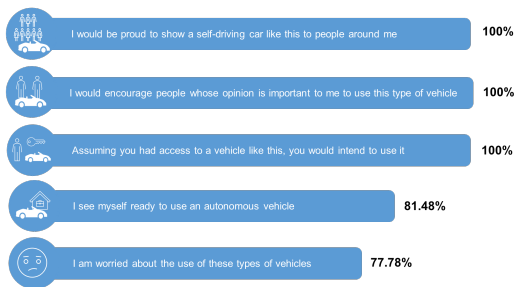 I would be proud to show a self-driving car like this to people around me 100%
I would encourage people whose opinion is important to me to use this type of vehicle 100%
Assuming you had access to a vehicle like this, you would intend to use it 100%
I see myself ready to use an autonomous vehicle 81.48%
I am worried about the use of these types of vehicles 77.78%